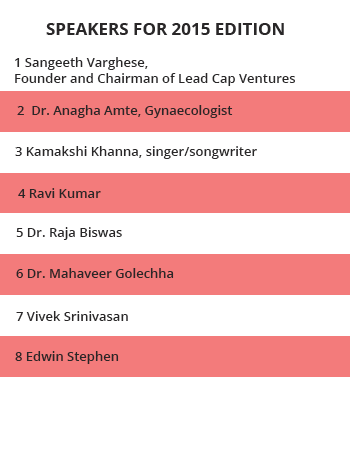 SPEAKERS FOR 2015 EDITION
1 Sangeeth Varghese,
Founder and Chairman of Lead Cap Ventures
2 Dr. Anagha Amte, Gynaecologist
3 Kamakshi Khanna, singer/songwriter
4 Ravi Kumar
5 Dr. Raja Biswas
6 Dr. Mahaveer Golechha
7 Vivek Srinivasan
8 Edwin Stephen